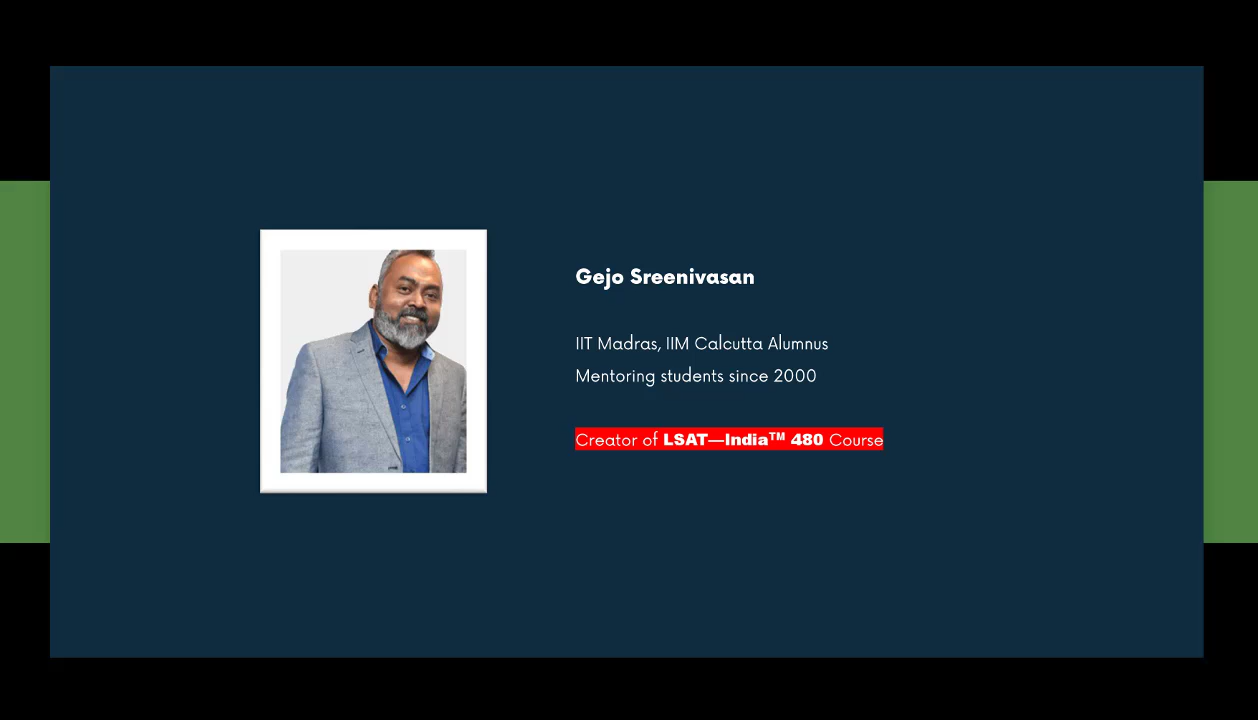 Gejo Sreenivasan
IIT Madras, IIM Calcutta Alumnus
Mentoring students since 2000
Creator of LSAT—India™ 480 Course